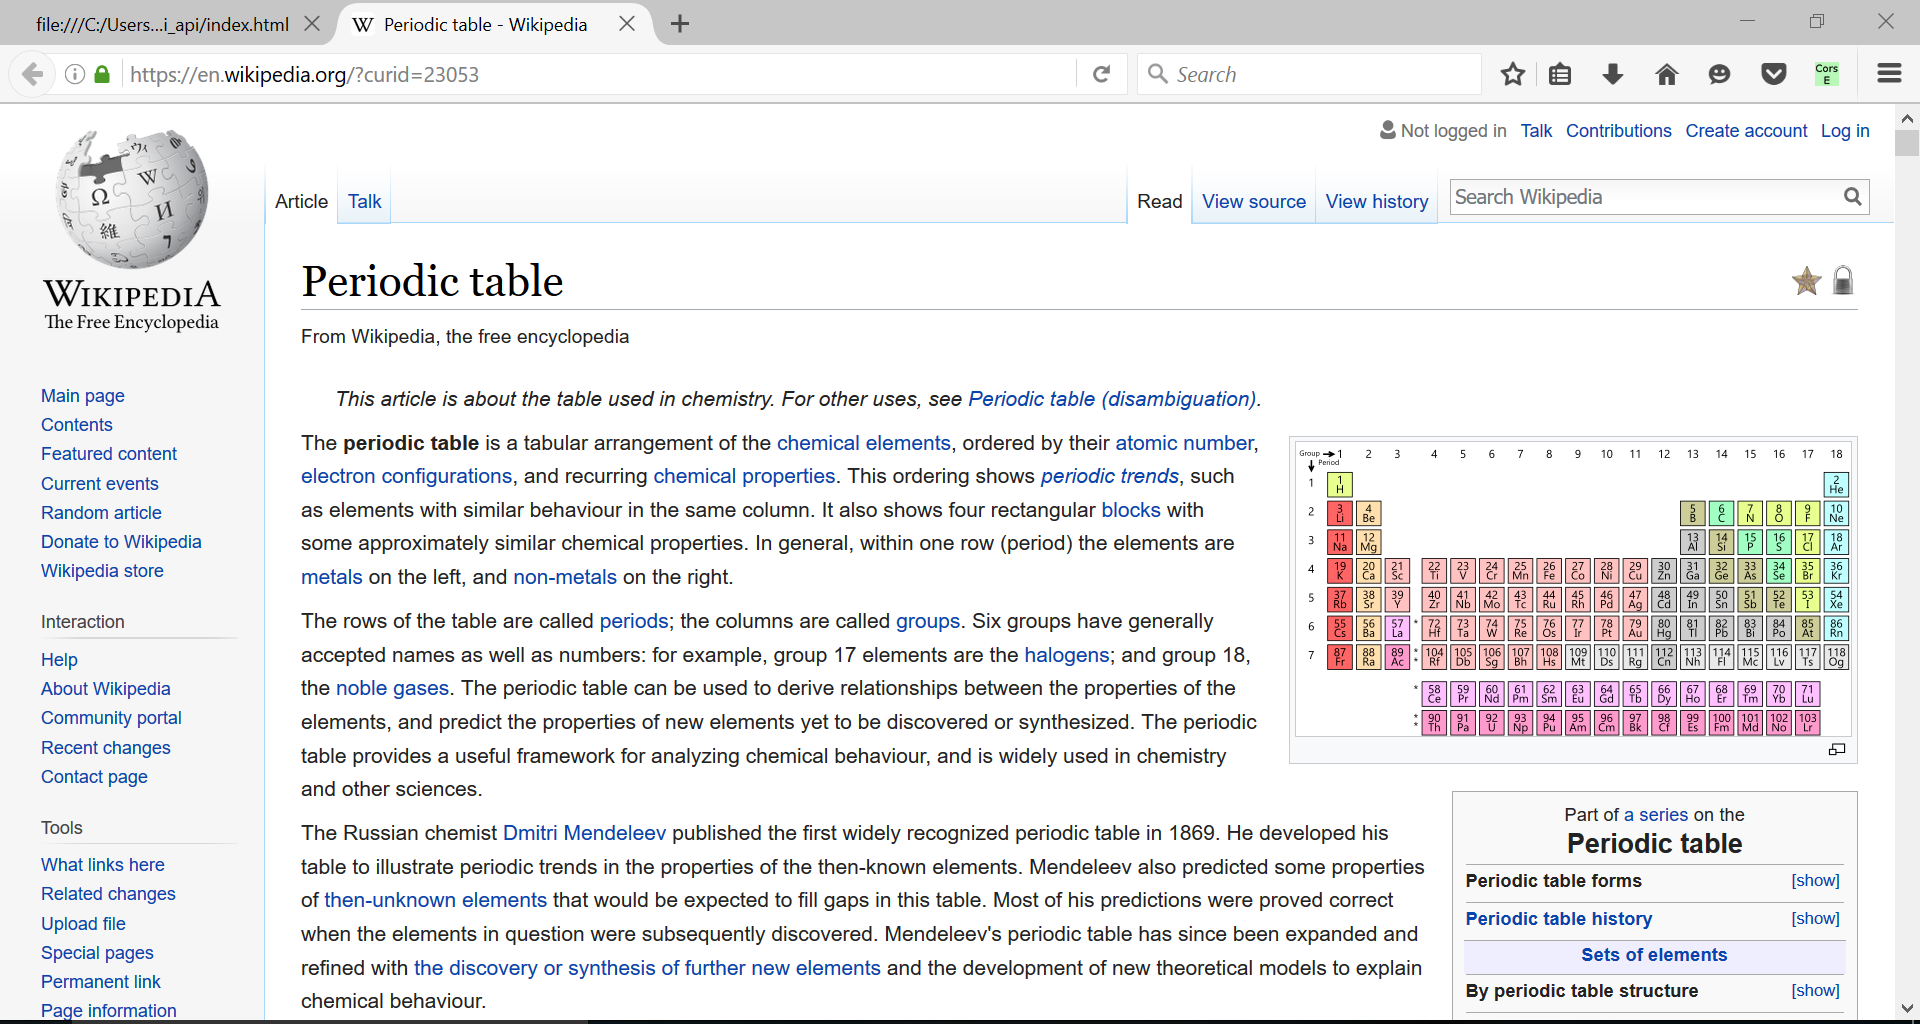 file:///C:/Users...i_api/index.html
Periodic table - Wikipedia
https://en.wikipedia.org/?curid=23053
Search
Cors
E
Not logged in Talk Contributions Create account Log in
Article Talk
Read View source View history
Search Wikipedia
WIKIPEDIA
The Free Encyclopedia
Main page
Contents
Featured content
Current events
Random article
Donate to Wikipedia
Wikipedia store
Interaction
Help
About Wikipedia
Community portal
Recent changes
Contact page
Tools
What links here
Related changes
Upload file
Special pages
Permanent link
Page information
Periodic table
From Wikipedia, the free encyclopedia
This article is about the table used in chemistry. For other uses, see Periodic table (disambiguation).
The periodic table is a tabular arrangement of the chemical elements, ordered by their atomic number,
electron configurations, and recurring chemical properties. This ordering shows periodic trends, such
as elements with similar behaviour in the same column. It also shows four rectangular blocks with
some approximately similar chemical properties. In general, within one row (period) the elements are
metals on the left, and non-metals on the right.
The rows of the table are called periods; the columns are called groups. Six groups have generally
accepted names as well as numbers: for example, group 17 elements are the halogens; and group 18,
the noble gases. The periodic table can be used to derive relationships between the properties of the
elements, and predict the properties of new elements yet to be discovered or synthesized. The periodic
table provides a useful framework for analyzing chemical behaviour, and is widely used in chemistry
and other sciences.
The Russian chemist Dmitri Mendeleev published the first widely recognized periodic table in 1869. He developed his
table to illustrate periodic trends in the properties of the then-known elements. Mendeleev also predicted some properties
of then-unknown elements that would be expected to fill gaps in this table. Most of his predictions were proved correct
when the elements in question were subsequently discovered. Mendeleev's periodic table has since been expanded and
refined with the discovery or synthesis of further new elements and the development of new theoretical models to explain
chemical behaviour.
Group 1 2 3 4 5 6 7 8 9 10 11 12 13 14 15 16 17 18
Period
1 1 2
H He
2 3 4 5 6 7 8 9 10
Li Be B C N O F Ne
3 11 12 13 14 15 16 17 18
Na Mg Al Si P S Cl Ar
4 19 20 21 22 23 24 25 26 27 28 29 30 31 32 33 34 35 36
K Ca Sc Ti V Cr Mn Fe Co Ni Cu Zn Ga Ge As Se Br Kr
5 37 38 39 40 41 42 43 44 45 46 47 48 49 50 51 52 53 54
Rb Sr Y Zr Nb Mo Tc Ru Rh Pd Ag Cd In Sn Sb Te I Xe
6 55 56 57 * 72 73 74 75 76 77 78 79 80 81 82 83 84 85 86
Cs Ba La Hf Ta W Re Os Ir Pt Au Hg Tl Pb Bi Po At Rn
7 87 88 89 * 104 105 106 107 108 109 110 111 112 113 114 115 116 117 118
Fr Ra Ac * Rf Db Sg Bh Hs Mt Ds Rg Cn Nh Fl Mc Lv Ts Og
* 58 59 60 61 62 63 64 65 66 67 68 69 70 71
Ce Pr Nd Pm Sm Eu Gd Tb Dy Ho Er Tm Yb Lu
* 90 91 92 93 94 95 96 97 98 99 100 101 102 103
* Th Pa U Np Pu Am Cm Bk Cf Es Fm Md No Lr
Part of a series on the
Periodic table
Periodic table forms [show]
Periodic table history [show]
Sets of elements
By periodic table structure [show]